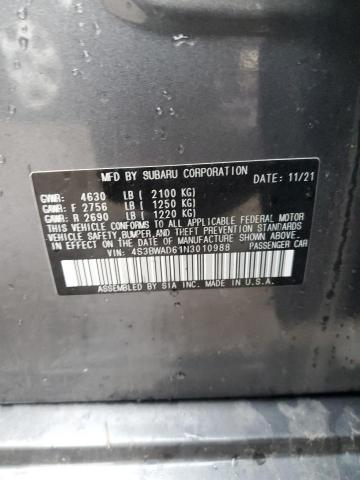 MFD BY SUBARU CORPORATION DATE: 11/21
GVWR: 4630 LB ( 2100 KG)
GAWR: F 2756 LB ( 1250 KG)
GAWR: R 2690 LB ( 1220 KG)
THIS VEHICLE CONFORMS TO ALL APPLICABLE FEDERAL MOTOR
VEHICLE SAFETY, BUMPER, AND THEFT PREVENTION STANDARDS
IN EFFECT ON THE DATE OF MANUFACTURE SHOWN ABOVE.
VIN: 4S3BWAD61N3010988 PASSENGER CAR
ASSEMBLED BY SIA INC. MADE IN U.S.A.